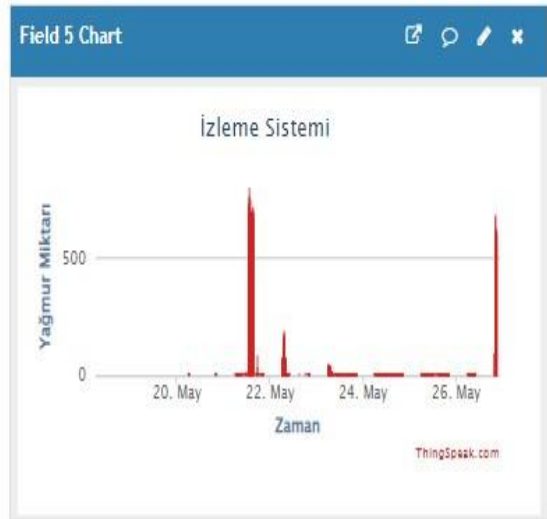 Field 5 Chart
İzleme Sistemi
Yağmur Miktarı
500
0
20. May 22. May 24. May 26. May
Zaman
ThingSpeak.com